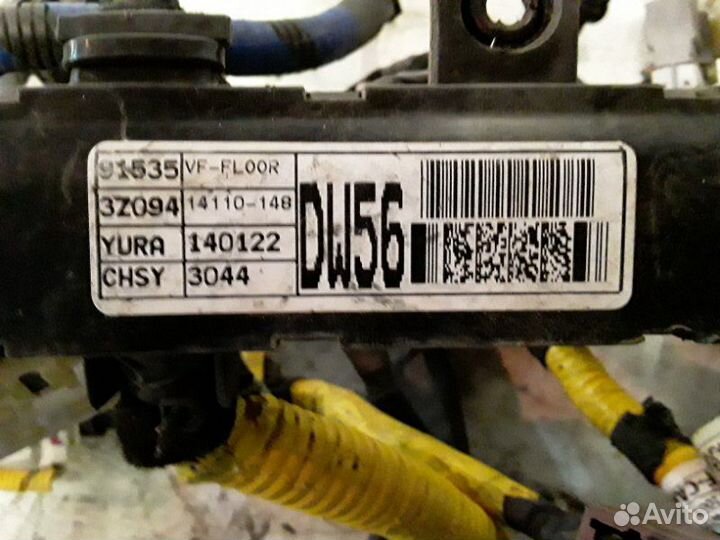 91535 VF-FLOOR
3Z094 14110-148
YURA 140122
CHSY 3044
DW56
Avito